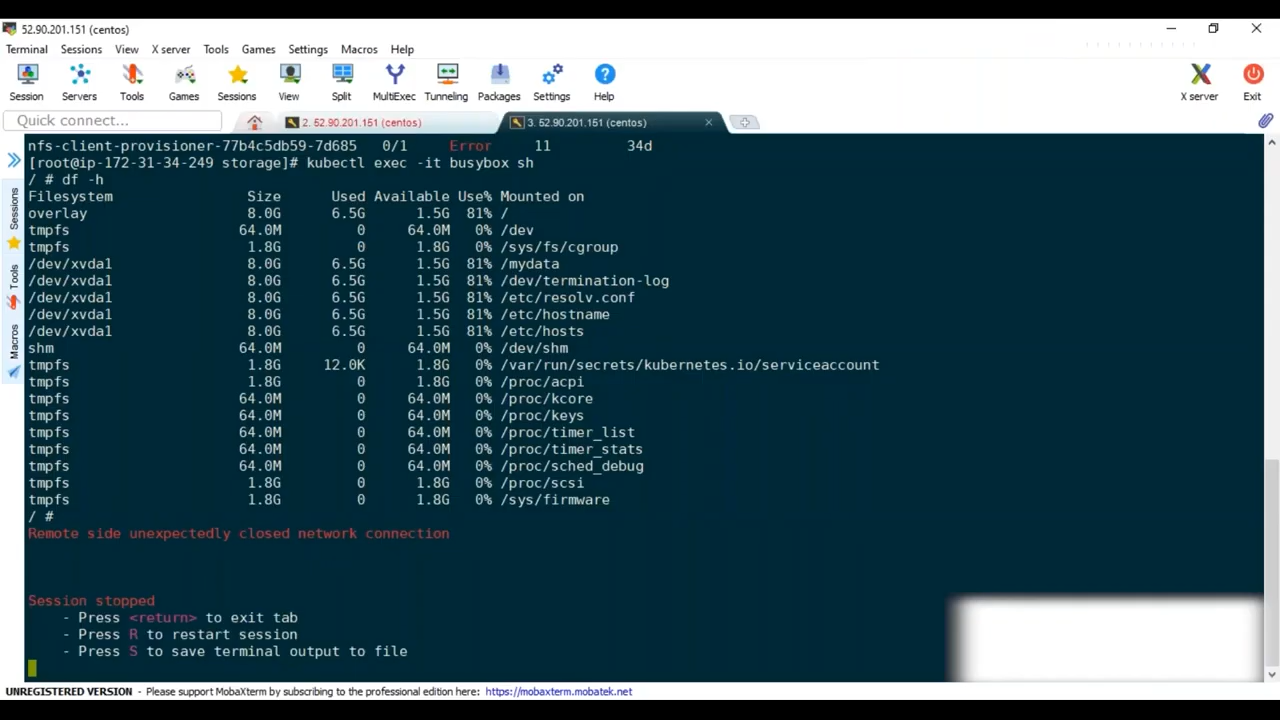 52.90.201.151 (centos)
Terminal Sessions View X server Tools Games Settings Macros Help
Session Servers Tools Games Sessions View Split MultiExec Tunneling Packages Settings Help X server Exit
Quick connect... 2. 52.90.201.151 (centos) 3. 52.90.201.151 (centos)
Sessions
Tools
Macros
nfs-client-provisioner-77b4c5db59-7d685 0/1 Error 11 34d
[root@ip-172-31-34-249 storage]# kubectl exec -it busybox sh
/ # df -h
Filesystem Size Used Available Use% Mounted on
overlay 8.0G 6.5G 1.5G 81% /
tmpfs 64.0M 0 64.0M 0% /dev
tmpfs 1.8G 0 1.8G 0% /sys/fs/cgroup
/dev/xvda1 8.0G 6.5G 1.5G 81% /mydata
/dev/xvda1 8.0G 6.5G 1.5G 81% /dev/termination-log
/dev/xvda1 8.0G 6.5G 1.5G 81% /etc/resolv.conf
/dev/xvda1 8.0G 6.5G 1.5G 81% /etc/hostname
/dev/xvda1 8.0G 6.5G 1.5G 81% /etc/hosts
shm 64.0M 0 64.0M 0% /dev/shm
tmpfs 1.8G 12.0K 1.8G 0% /var/run/secrets/kubernetes.io/serviceaccount
tmpfs 1.8G 0 1.8G 0% /proc/acpi
tmpfs 64.0M 0 64.0M 0% /proc/kcore
tmpfs 64.0M 0 64.0M 0% /proc/keys
tmpfs 64.0M 0 64.0M 0% /proc/timer_list
tmpfs 64.0M 0 64.0M 0% /proc/timer_stats
tmpfs 64.0M 0 64.0M 0% /proc/sched_debug
tmpfs 1.8G 0 1.8G 0% /proc/scsi
tmpfs 1.8G 0 1.8G 0% /sys/firmware
/ #
Remote side unexpectedly closed network connection
Session stopped
- Press <return> to exit tab
- Press R to restart session
- Press S to save terminal output to file
UNREGISTERED VERSION - Please support MobaXterm by subscribing to the professional edition here: https://mobaxterm.mobatek.net